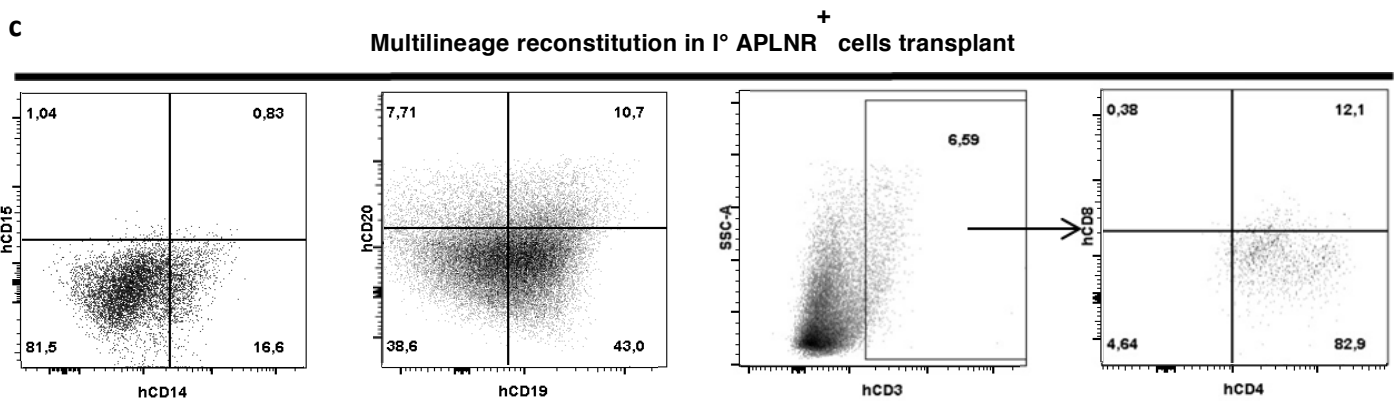 c
Multilineage reconstitution in I° APLNR+ cells transplant
1,04
0,83
81,5
16,6
hCD15
hCD14
7,71
10,7
38,6
43,0
hCD20
hCD19
6,59
SSC-A
hCD3
0,38
12,1
4,64
82,9
hCD8
hCD4